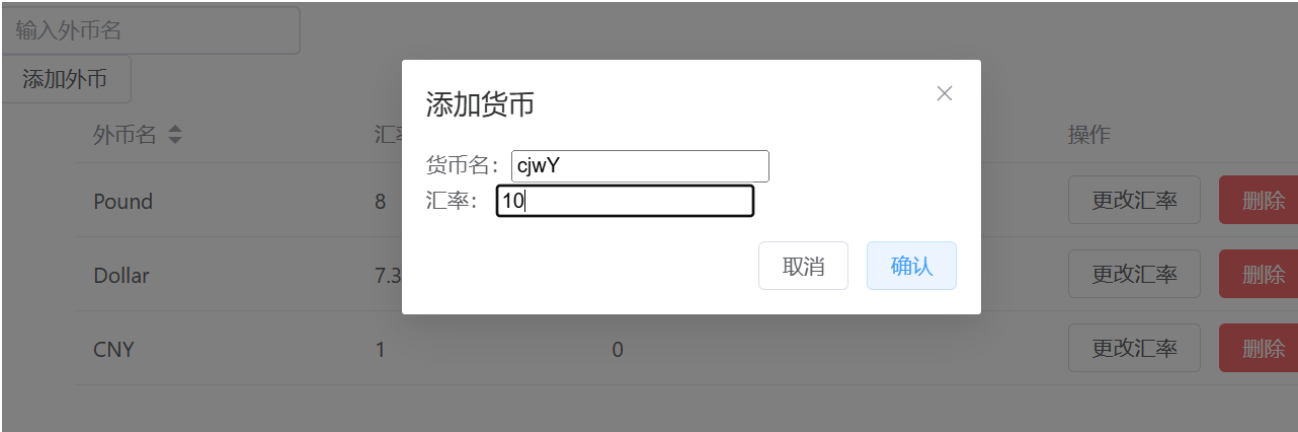 输入外币名
添加外币
添加货币
货币名： cjwY
汇率： 10
取消 确认
外币名 汇 操作
Pound 8 更改汇率 删除
Dollar 7.3 更改汇率 删除
CNY 1 0 更改汇率 删除